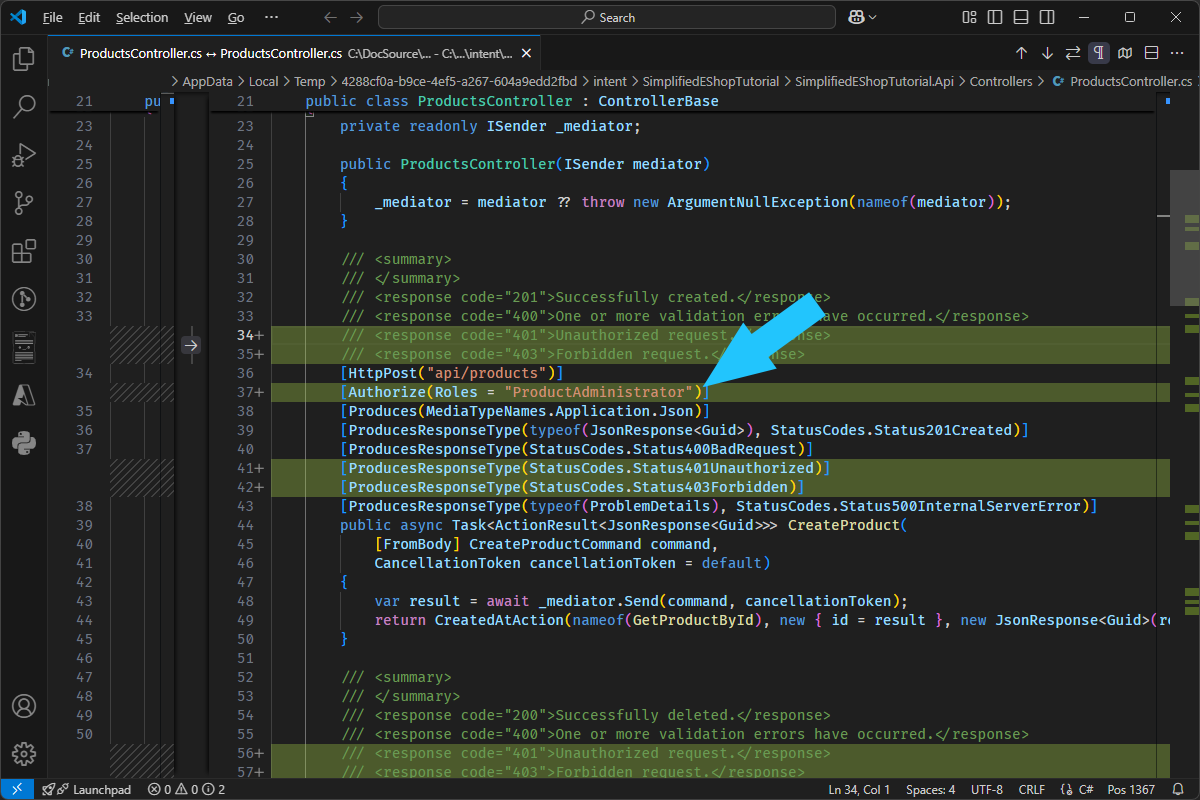 File Edit Selection View Go ··· Search
ProductsController.cs ↔ ProductsController.cs C:\DocSource\... - C:\...\intent\...
> AppData > Local > Temp > 4288cf0a-b9ce-4ef5-a267-604a9edd2fbd > intent > SimplifiedEShopTutorial > SimplifiedEShopTutorial.Api > Controllers > ProductsController.cs
21 pu 21 public class ProductsController : ControllerBase
23 23 private readonly ISender _mediator;
24 24
25 25 public ProductsController(ISender mediator)
26 26 {
27 27 _mediator = mediator ?? throw new ArgumentNullException(nameof(mediator));
28 28 }
29 29
30 30 /// <summary>
31 31 /// </summary>
32 32 /// <response code="201">Successfully created.</response>
33 33 /// <response code="400">One or more validation errors have occurred.</response>
34+ /// <response code="401">Unauthorized request.</response>
35+ /// <response code="403">Forbidden request.</response>
34 36 [HttpPost("api/products")]
37+ [Authorize(Roles = "ProductAdministrator")]
35 38 [Produces(MediaTypeNames.Application.Json)]
36 39 [ProducesResponseType(typeof(JsonResponse<Guid>), StatusCodes.Status201Created)]
37 40 [ProducesResponseType(StatusCodes.Status400BadRequest)]
41+ [ProducesResponseType(StatusCodes.Status401Unauthorized)]
42+ [ProducesResponseType(StatusCodes.Status403Forbidden)]
38 43 [ProducesResponseType(typeof(ProblemDetails), StatusCodes.Status500InternalServerError)]
39 44 public async Task<ActionResult<JsonResponse<Guid>>> CreateProduct(
40 45 [FromBody] CreateProductCommand command,
41 46 CancellationToken cancellationToken = default)
42 47 {
43 48 var result = await _mediator.Send(command, cancellationToken);
44 49 return CreatedAtAction(nameof(GetProductById), new { id = result }, new JsonResponse<Guid>(re
45 50 }
46 51
47 52 /// <summary>
48 53 /// </summary>
49 54 /// <response code="200">Successfully deleted.</response>
50 55 /// <response code="400">One or more validation errors have occurred.</response>
56+ /// <response code="401">Unauthorized request.</response>
57+ /// <response code="403">Forbidden request.</response>
Launchpad 0 0 2 Ln 34, Col 1 Spaces: 4 UTF-8 CRLF {} C# Pos 1367